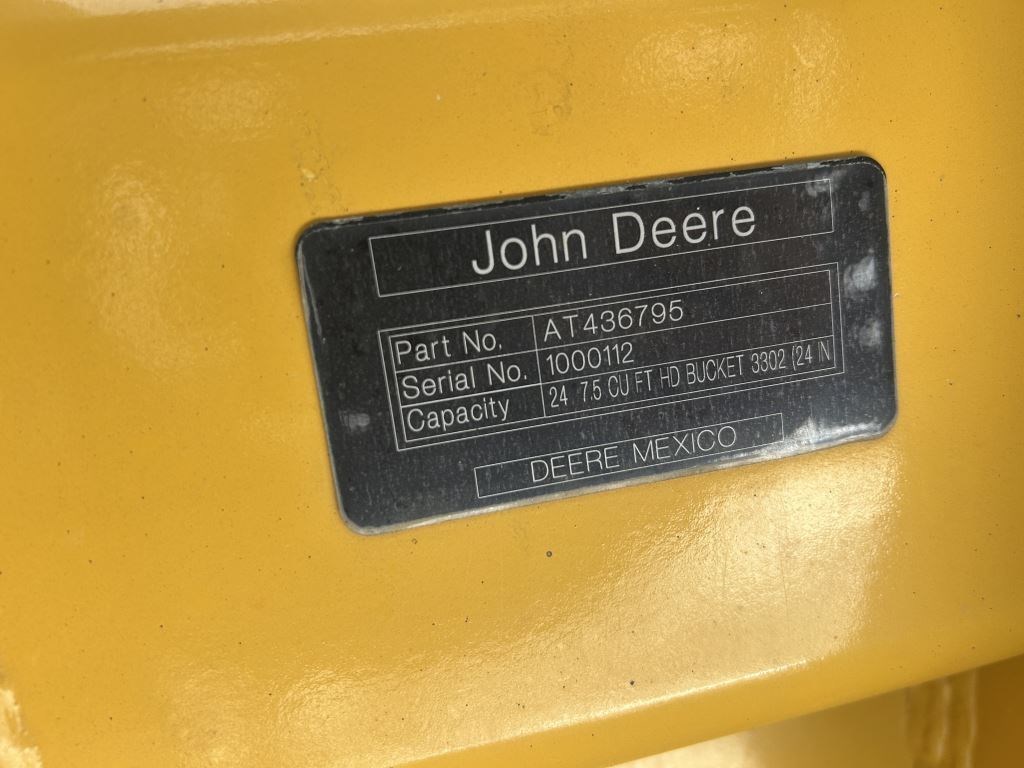 John Deere
Part No. AT436795
Serial No. 1000112
Capacity 24 7.5 CU FT HD BUCKET 3302 (24 IN
DEERE MEXICO